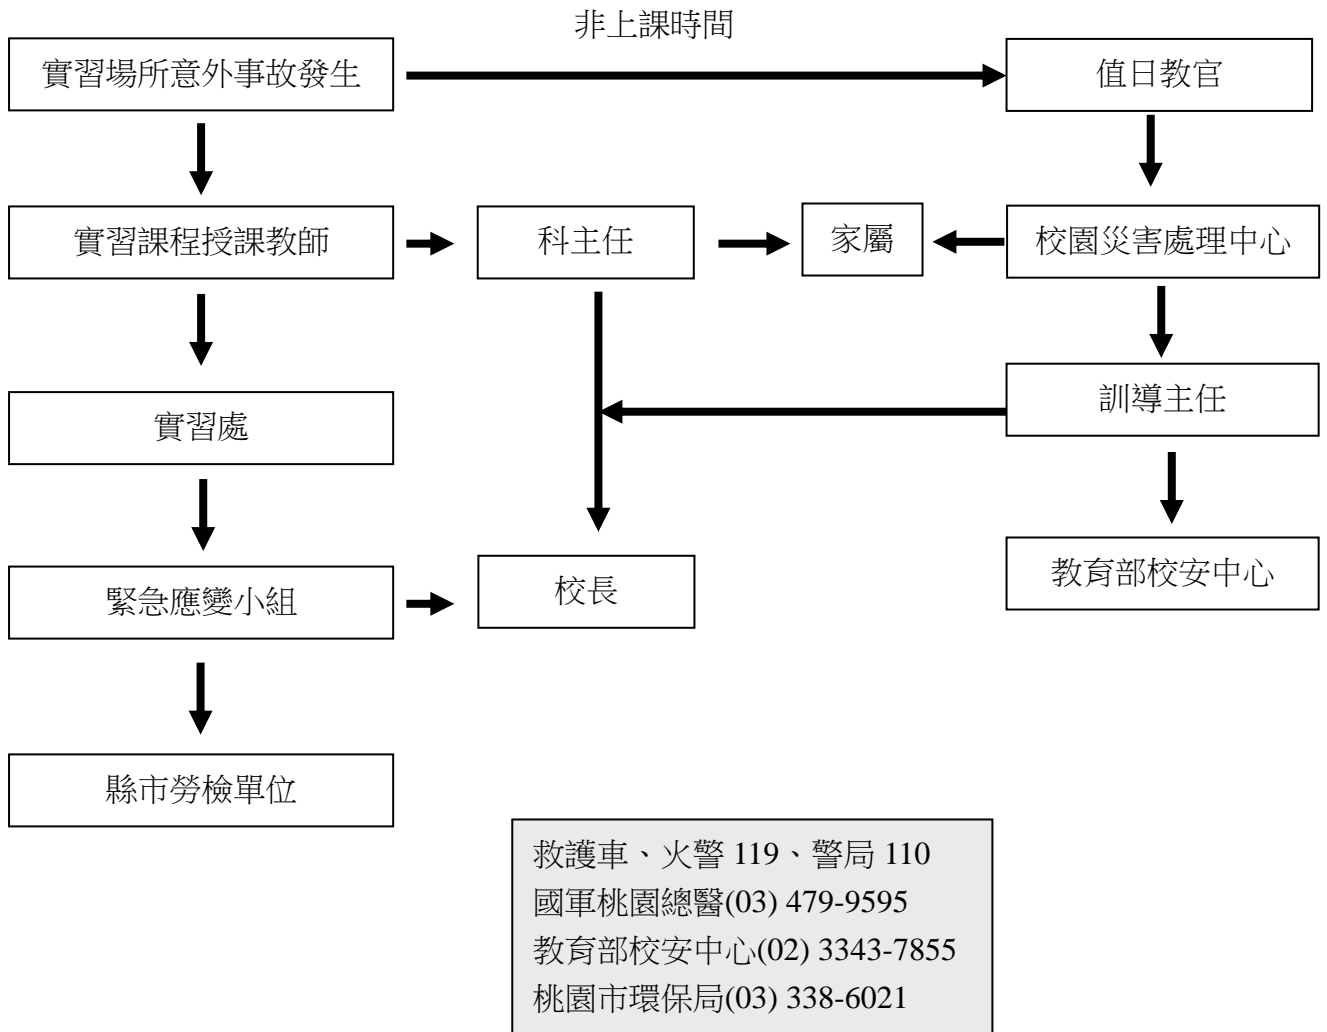 非上課時間
實習場所意外事故發生
值日教官
實習課程授課教師
科主任
家屬
校園災害處理中心
訓導主任
實習處
教育部校安中心
緊急應變小組
校長
縣市勞檢單位
救護車、火警 119、警局 110
國軍桃園總醫(03) 479-9595
教育部校安中心(02) 3343-7855
桃園市環保局(03) 338-6021